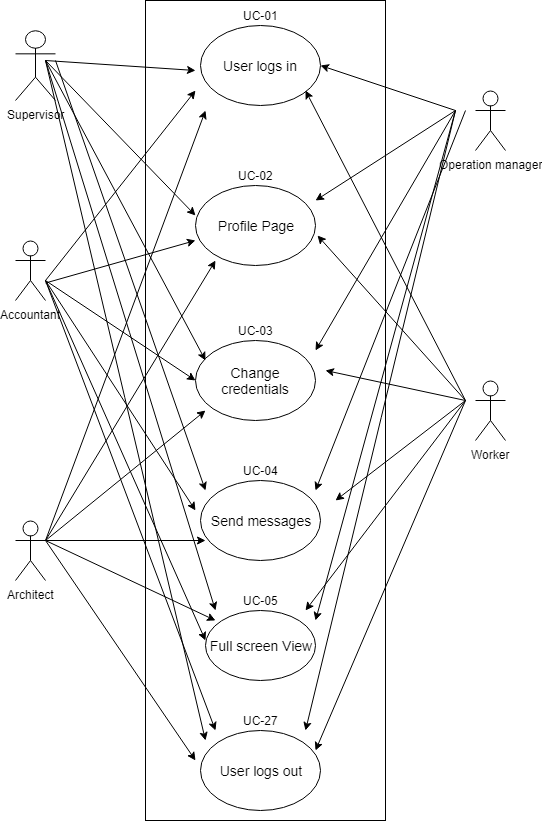 UC-01
User logs in
Supervisor
Operation manager
UC-02
Profile Page
Accountant
UC-03
Change
credentials
Worker
UC-04
Send messages
Architect
UC-05
Full screen View
UC-27
User logs out